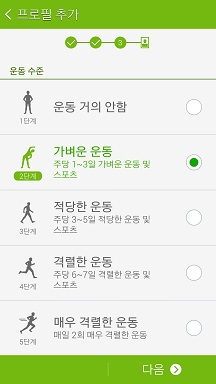 프로필 추가
3
운동 수준
운동 거의 안함
1단계
가벼운 운동
주당 1~3일 가벼운 운동 및
스포츠
2단계
적당한 운동
주당 3~5일 적당한 운동 및
스포츠
3단계
격렬한 운동
주당 6~7일 격렬한 운동 및
스포츠
4단계
매우 격렬한 운동
매일 2회 매우 격렬한 운동
5단계
다음